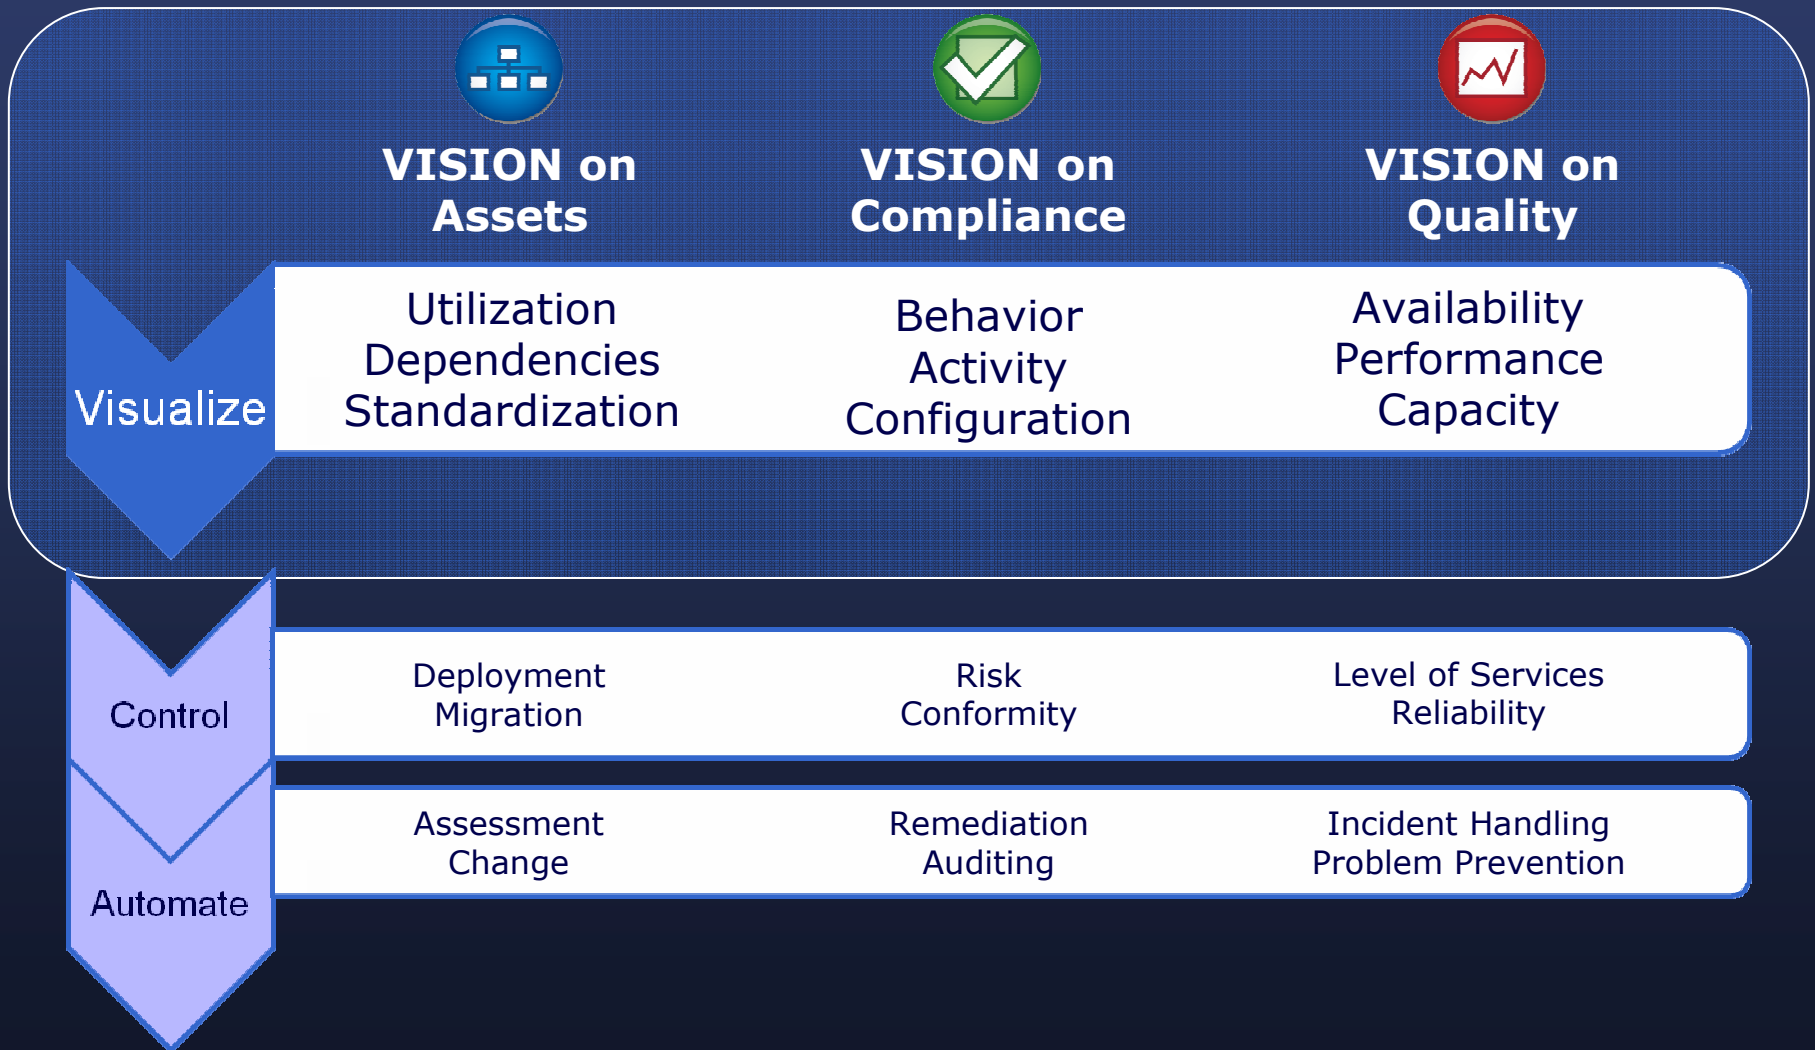 VISION on
Assets
VISION on
Compliance
VISION on
Quality
Visualize
Utilization
Dependencies
Standardization
Behavior
Activity
Configuration
Availability
Performance
Capacity
Control
Deployment
Migration
Risk
Conformity
Level of Services
Reliability
Automate
Assessment
Change
Remediation
Auditing
Incident Handling
Problem Prevention